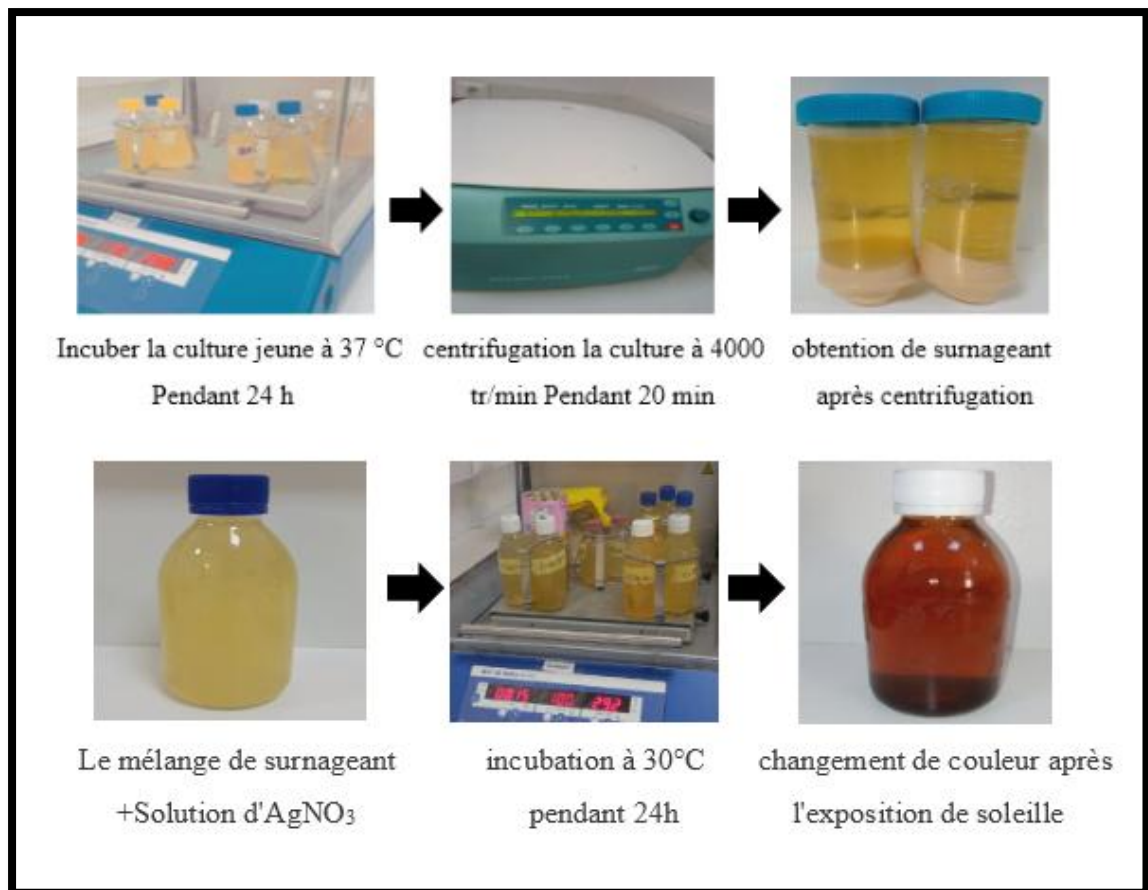 Incuber la culture jeune à 37 °C
Pendant 24 h
centrifugation la culture à 4000
tr/min Pendant 20 min
obtention de surnageant
après centrifugation
Le mélange de surnageant
+Solution d'AgNO₃
incubation à 30°C
pendant 24h
changement de couleur après
l'exposition de soleille